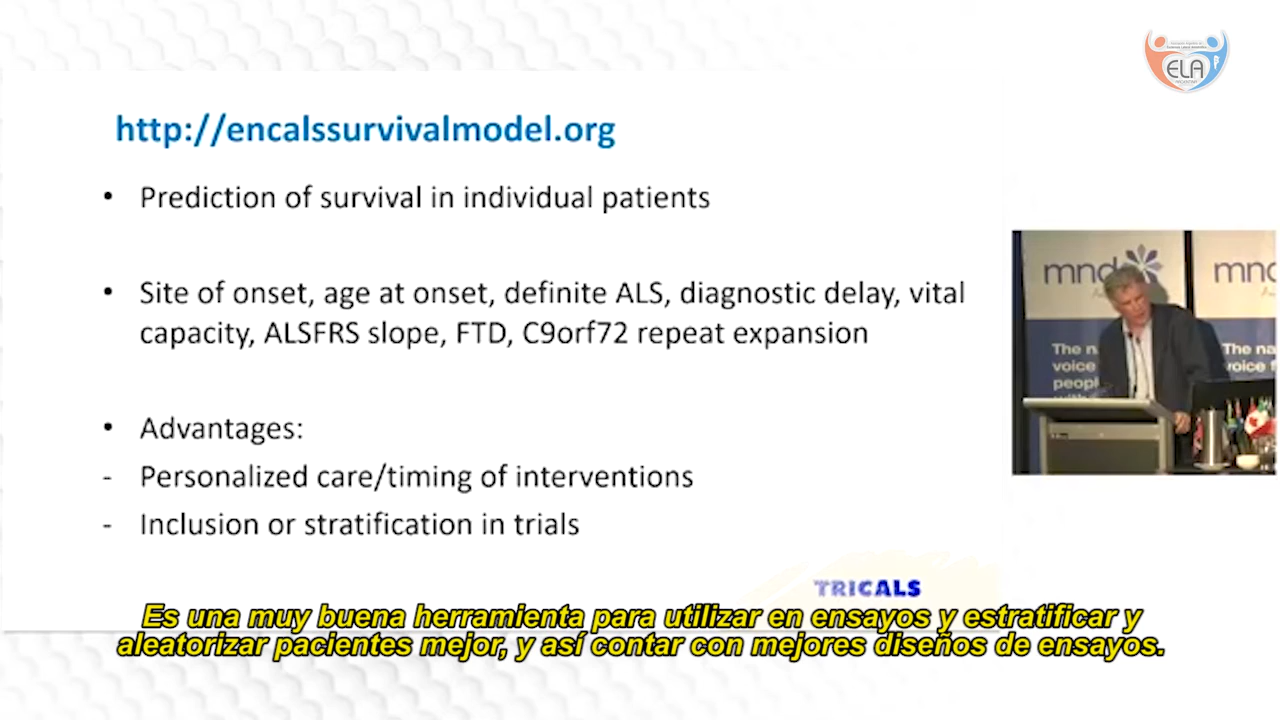 ELA
http://encalssurvivalmodel.org
• Prediction of survival in individual patients
• Site of onset, age at onset, definite ALS, diagnostic delay, vital
capacity, ALSFRS slope, FTD, C9orf72 repeat expansion
• Advantages:
- Personalized care/timing of interventions
- Inclusion or stratification in trials
mnd
mnd
The na
voice
peopl
The na
voice f
TRICALS
Es una muy buena herramienta para utilizar en ensayos y estratificar y
aleatorizar pacientes mejor, y así contar con mejores diseños de ensayos.